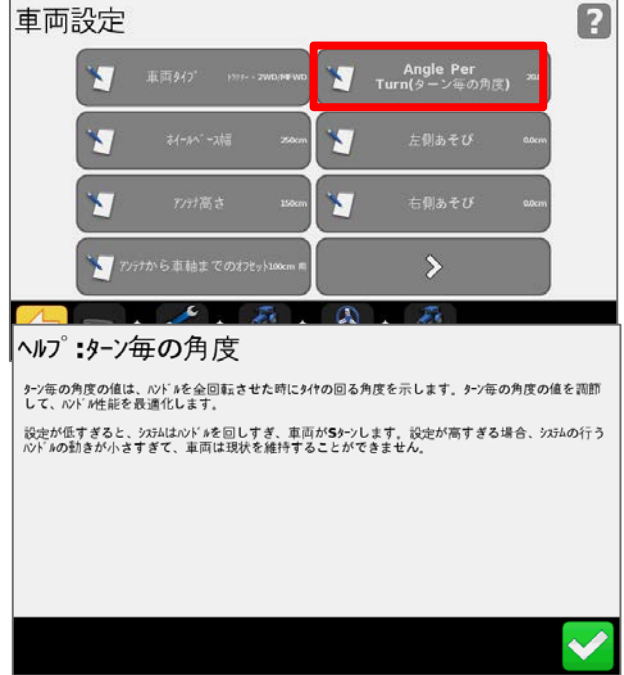 車両設定
?
車両ﾀｲﾌﾟ ﾄﾗｸﾀｰ - 2WD/MFWD
Angle Per
Turn(ターン毎の角度)
ﾎｲｰﾙﾍﾞｰｽ幅 250cm
左側あそび 0.0cm
ｱﾝﾃﾅ高さ 150cm
右側あそび 0.0cm
ｱﾝﾃﾅから車軸までのｵﾌｾｯﾄ 100cm 前
ﾍﾙﾌﾟ:ﾀｰﾝ毎の角度
ﾀｰﾝ毎の角度の値は、ﾊﾝﾄﾞﾙを全回転させた時にﾀｲﾔの回る角度を示します。ﾀｰﾝ毎の角度の値を調節
して、ﾊﾝﾄﾞﾙ性能を最適化します。
設定が低すぎると、ｼｽﾃﾑはﾊﾝﾄﾞﾙを回しすぎ、車両がSﾀｰﾝします。設定が高すぎる場合、ｼｽﾃﾑの行う
ﾊﾝﾄﾞﾙの動きが小さすぎて、車両は現状を維持することができません。